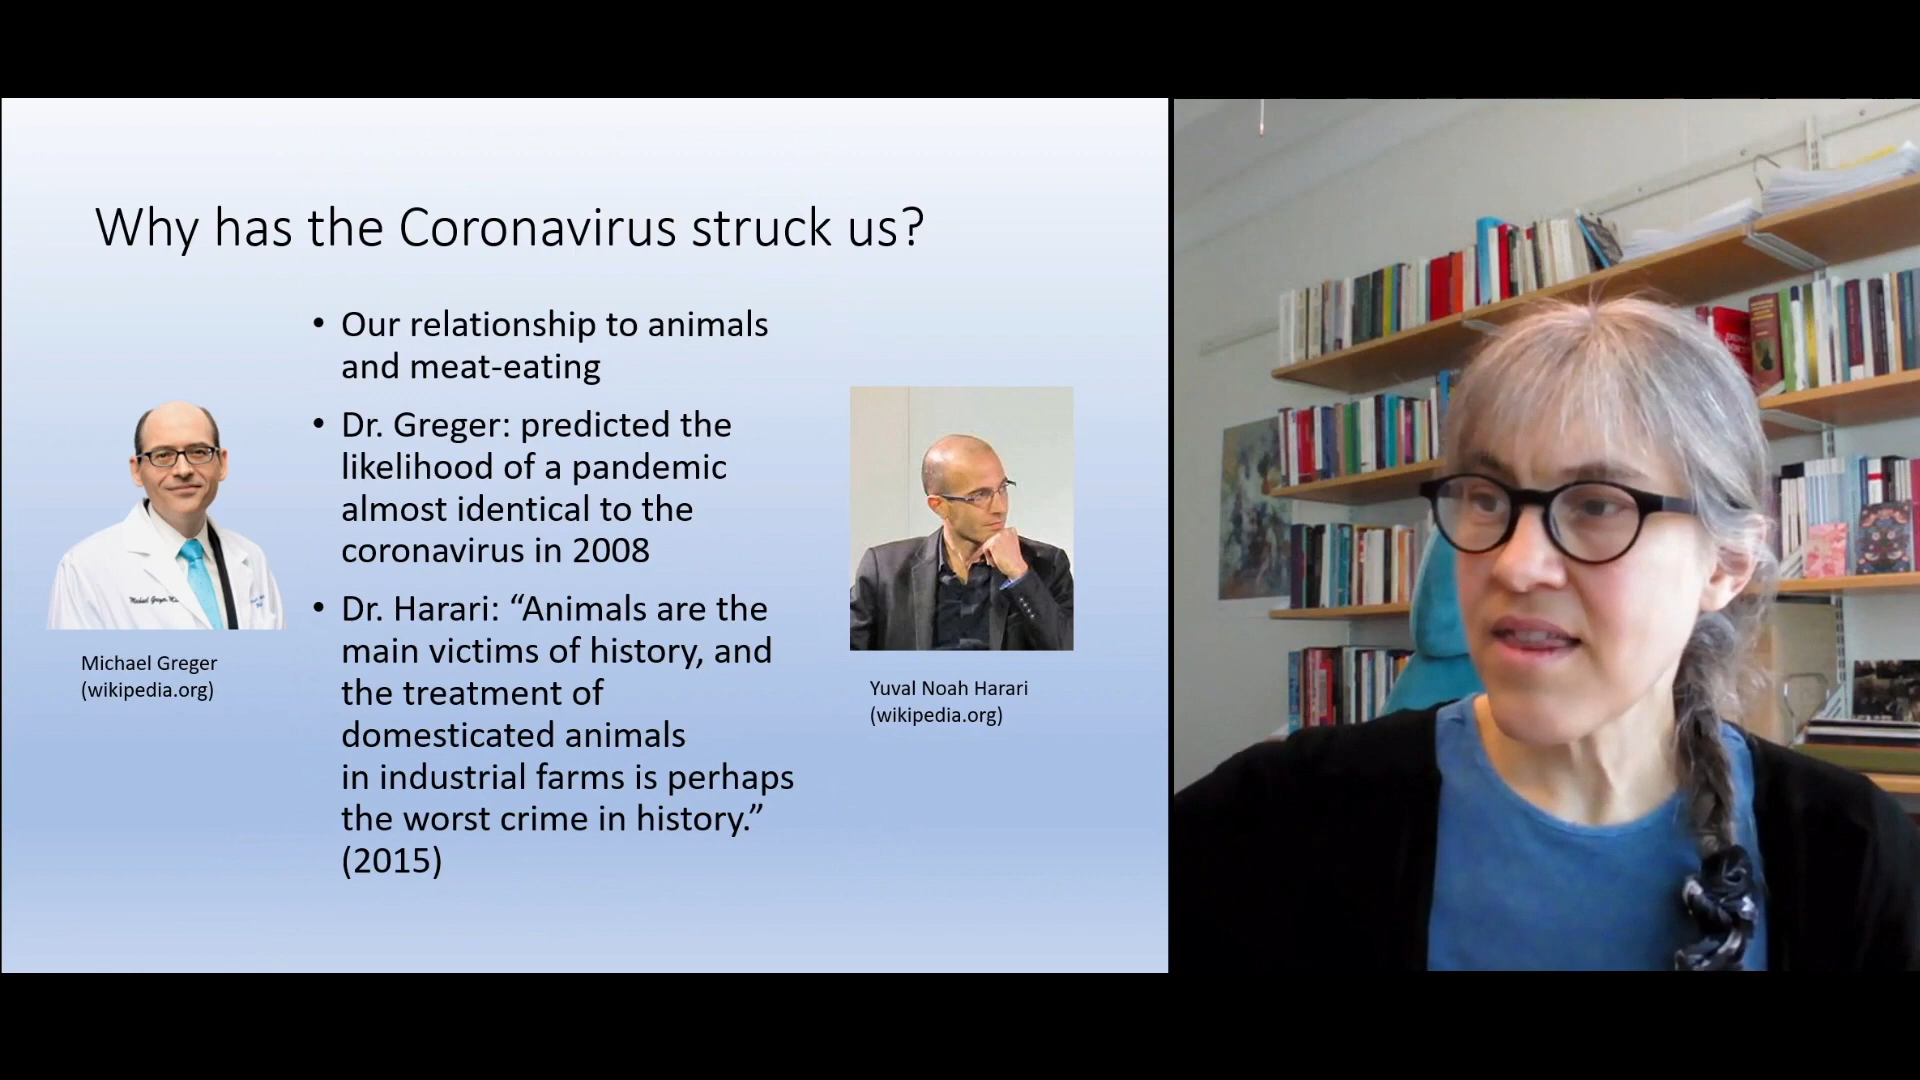 Why has the Coronavirus struck us?
• Our relationship to animals
and meat-eating
• Dr. Greger: predicted the
likelihood of a pandemic
almost identical to the
coronavirus in 2008
• Dr. Harari: “Animals are the
main victims of history, and
the treatment of
domesticated animals
in industrial farms is perhaps
the worst crime in history.”
(2015)
Michael Greger
(wikipedia.org)
Yuval Noah Harari
(wikipedia.org)